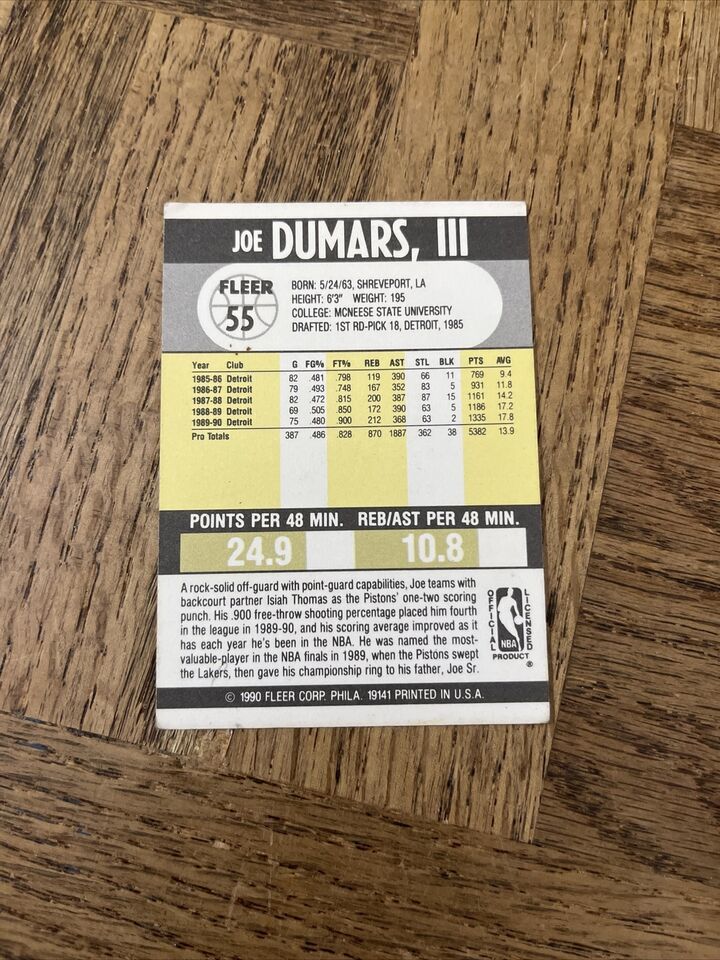 JOE DUMARS, III
FLEER
55
BORN: 5/24/63, SHREVEPORT, LA
HEIGHT: 6'3" WEIGHT: 195
COLLEGE: MCNEESE STATE UNIVERSITY
DRAFTED: 1ST RD-PICK 18, DETROIT, 1985
Year Club G FG% FT% REB AST STL BLK PTS AVG
1985-86 Detroit 82 .481 .798 119 390 66 11 769 9.4
1986-87 Detroit 79 .493 .748 167 352 83 5 931 11.8
1987-88 Detroit 82 .472 .815 200 387 87 15 1161 14.2
1988-89 Detroit 69 .505 .850 172 390 63 5 1186 17.2
1989-90 Detroit 75 .480 .900 212 368 63 2 1335 17.8
Pro Totals 387 .486 .828 870 1887 362 38 5382 13.9
POINTS PER 48 MIN. REB/AST PER 48 MIN.
24.9 10.8
A rock-solid off-guard with point-guard capabilities, Joe teams with
backcourt partner Isiah Thomas as the Pistons' one-two scoring
punch. His .900 free-throw shooting percentage placed him fourth
in the league in 1989-90, and his scoring average improved as it
has each year he's been in the NBA. He was named the most-
valuable-player in the NBA finals in 1989, when the Pistons swept
the Lakers, then gave his championship ring to his father, Joe Sr.
OFFICIAL
LICENSED
NBA
PRODUCT ®
© 1990 FLEER CORP. PHILA. 19141 PRINTED IN U.S.A.